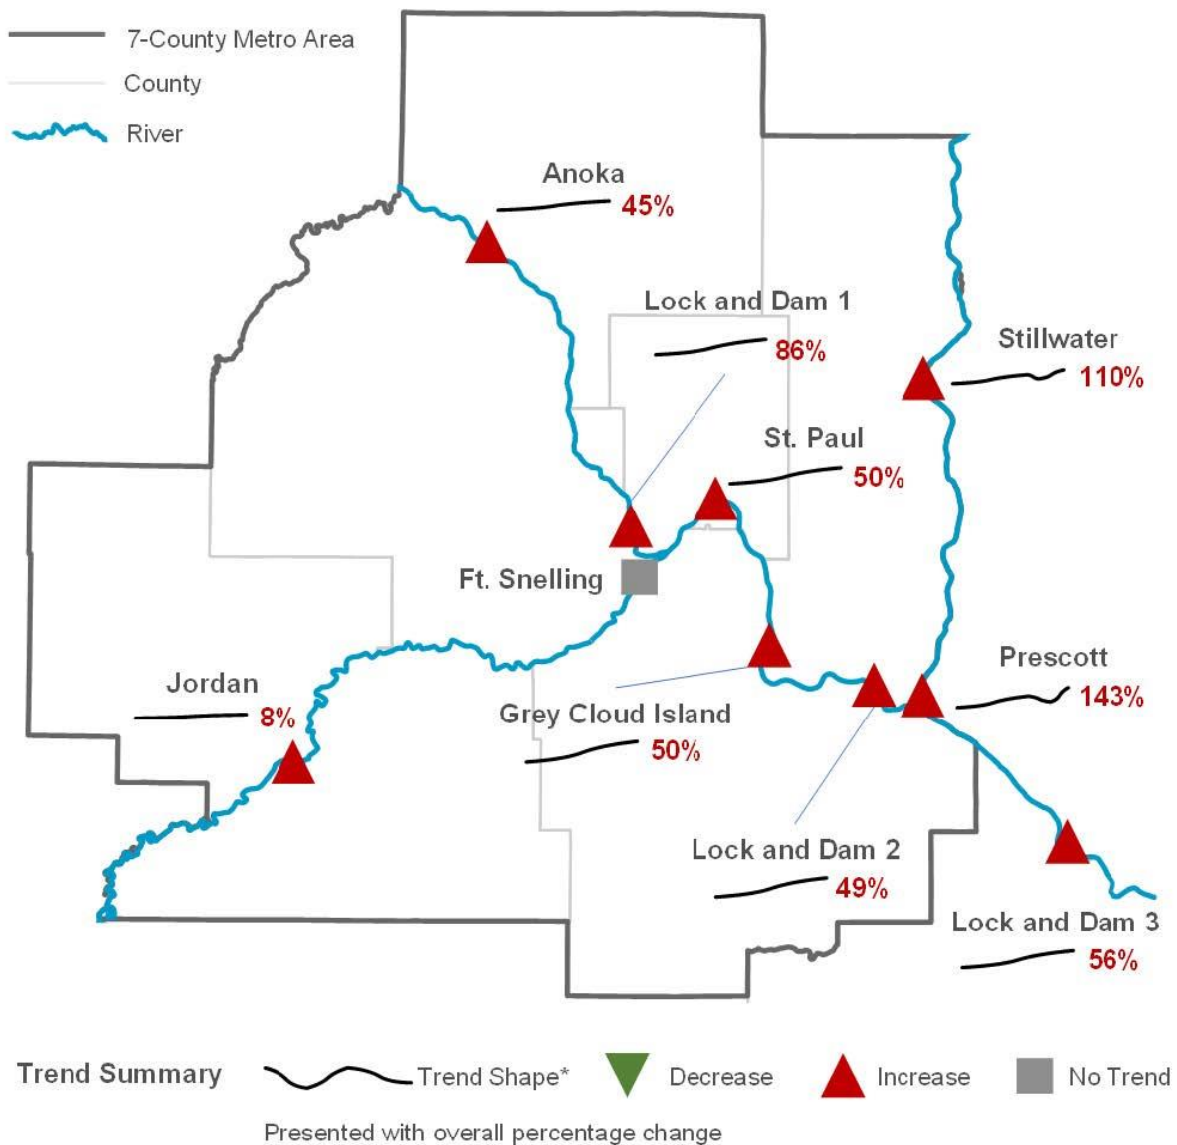 7-County Metro Area
County
River
Anoka
45%
Lock and Dam 1
86%
Stillwater
110%
St. Paul
50%
Ft. Snelling
Prescott
143%
Jordan
8%
Grey Cloud Island
50%
Lock and Dam 2
49%
Lock and Dam 3
56%
Trend Summary Trend Shape* Decrease Increase No Trend
Presented with overall percentage change